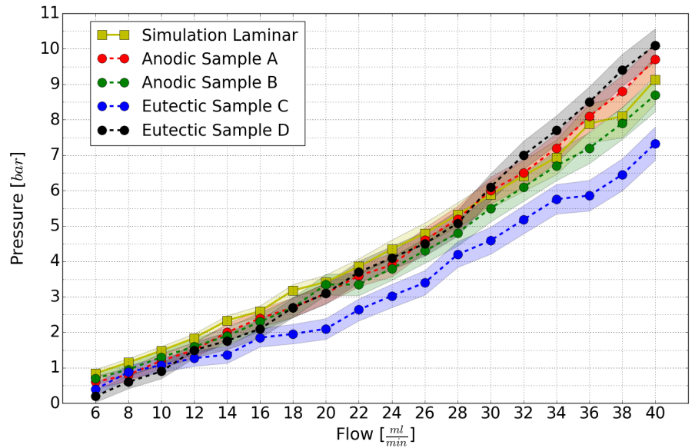 11
10
9
8
7
6
5
4
3
2
1
0
Pressure [bar]
Simulation Laminar
Anodic Sample A
Anodic Sample B
Eutectic Sample C
Eutectic Sample D
6 8 10 12 14 16 18 20 22 24 26 28 30 32 34 36 38 40
Flow [ml/min]